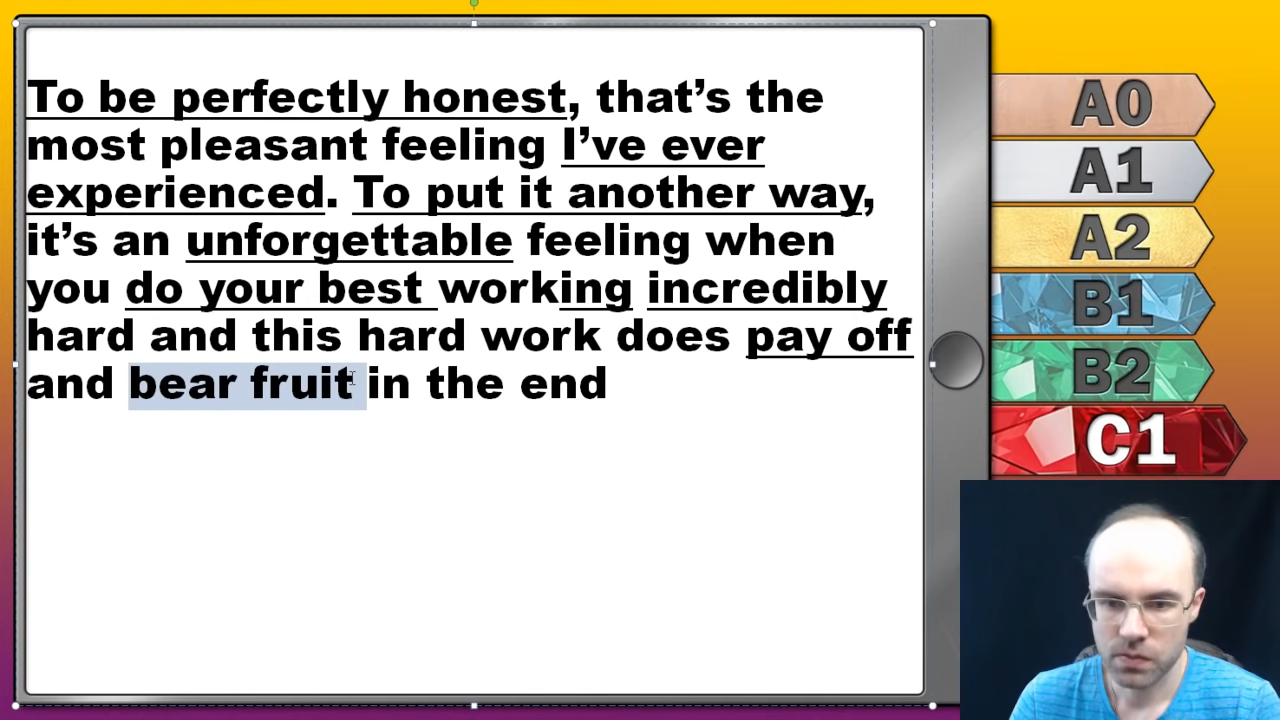 To be perfectly honest, that’s the
most pleasant feeling I’ve ever
experienced. To put it another way,
it’s an unforgettable feeling when
you do your best working incredibly
hard and this hard work does pay off
and bear fruit in the end
A0
A1
A2
B1
B2
C1